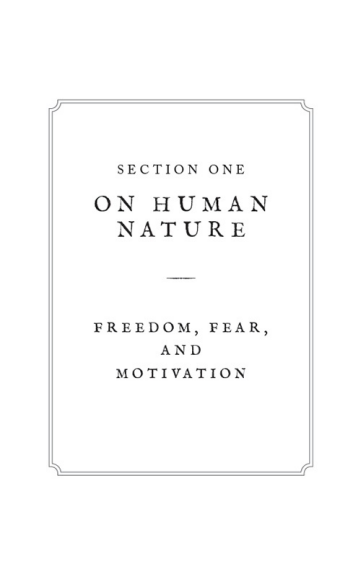 SECTION ONE
ON HUMAN
NATURE
FREEDOM, FEAR,
AND
MOTIVATION